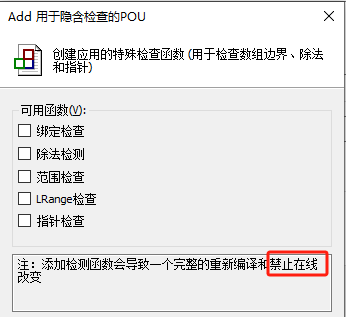 Add 用于隐含检查的POU
创建应用的特殊检查函数 (用于检查数组边界、除法
和指针)
可用函数(V):
绑定检查
除法检测
范围检查
LRange检查
指针检查
注：添加检测函数会导致一个完整的重新编译和禁止在线
改变